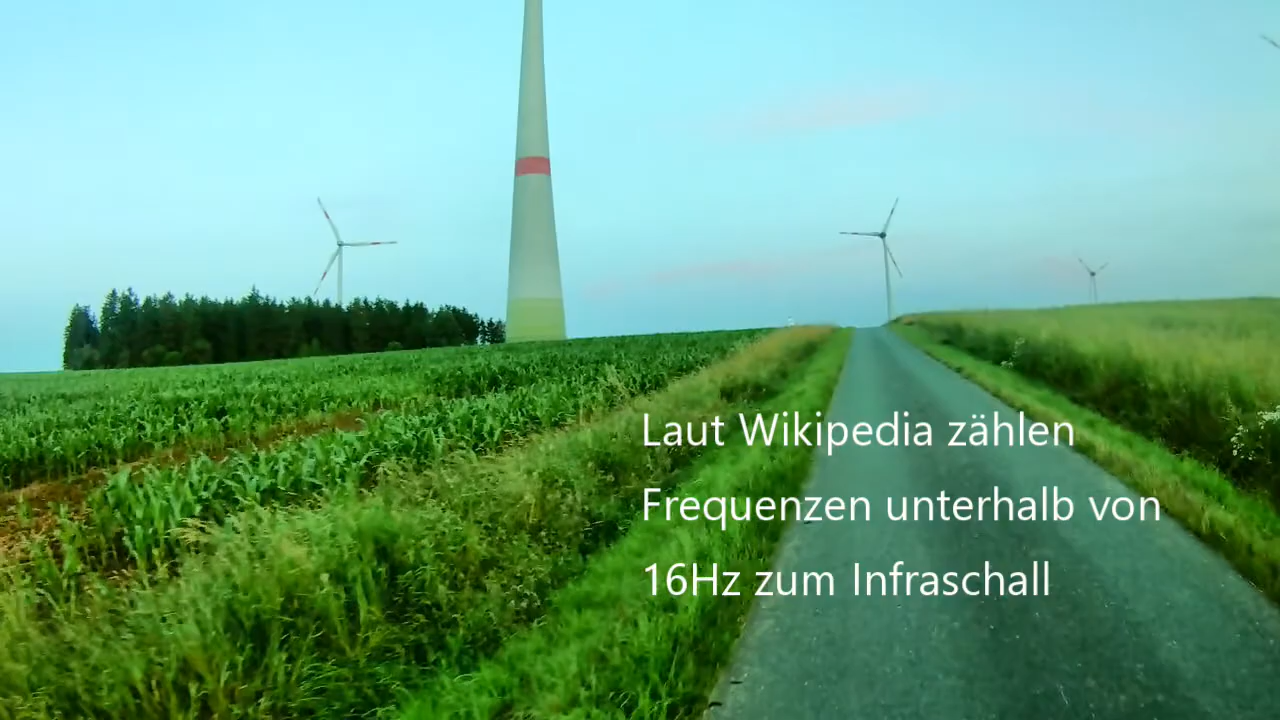 Laut Wikipedia zählen
Frequenzen unterhalb von
16Hz zum Infraschall